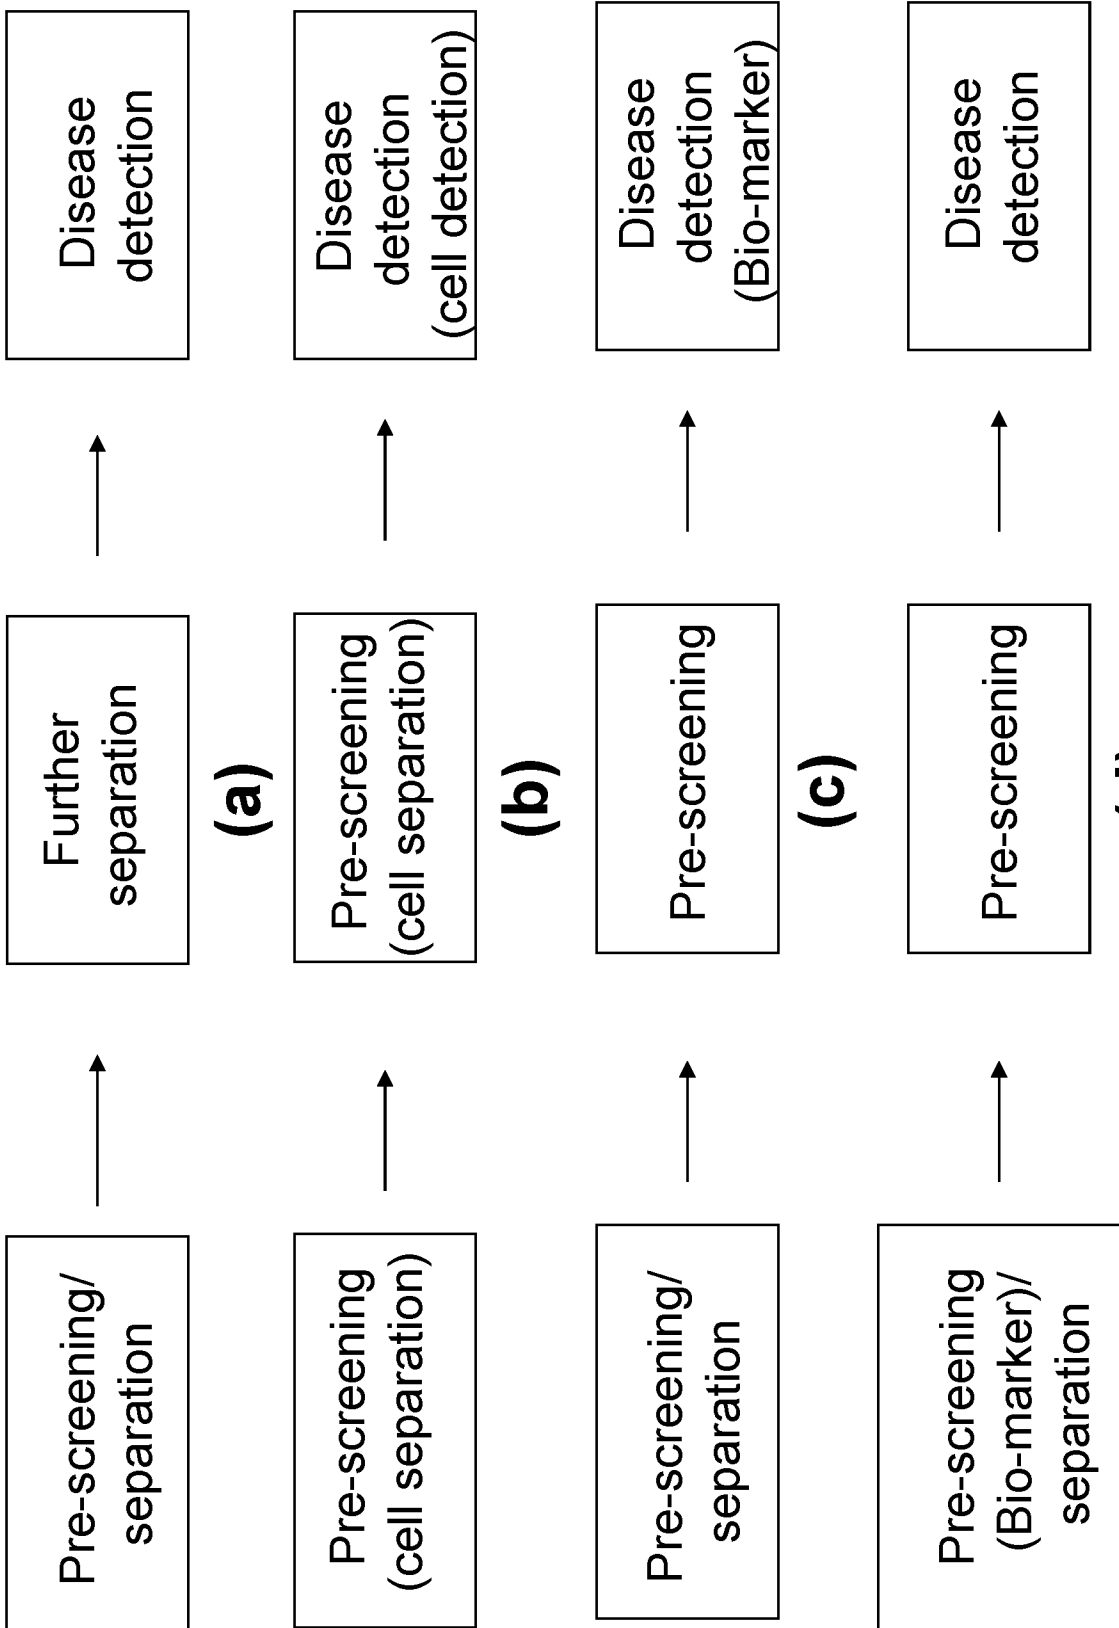 Pre-screening/
separation
Further
separation
Disease
detection
(a)
Pre-screening
(cell separation)
Pre-screening
(cell separation)
Disease
detection
(cell detection)
(b)
Pre-screening/
separation
Pre-screening
Disease
detection
(Bio-marker)
(c)
Pre-screening
(Bio-marker)/
separation
Pre-screening
Disease
detection